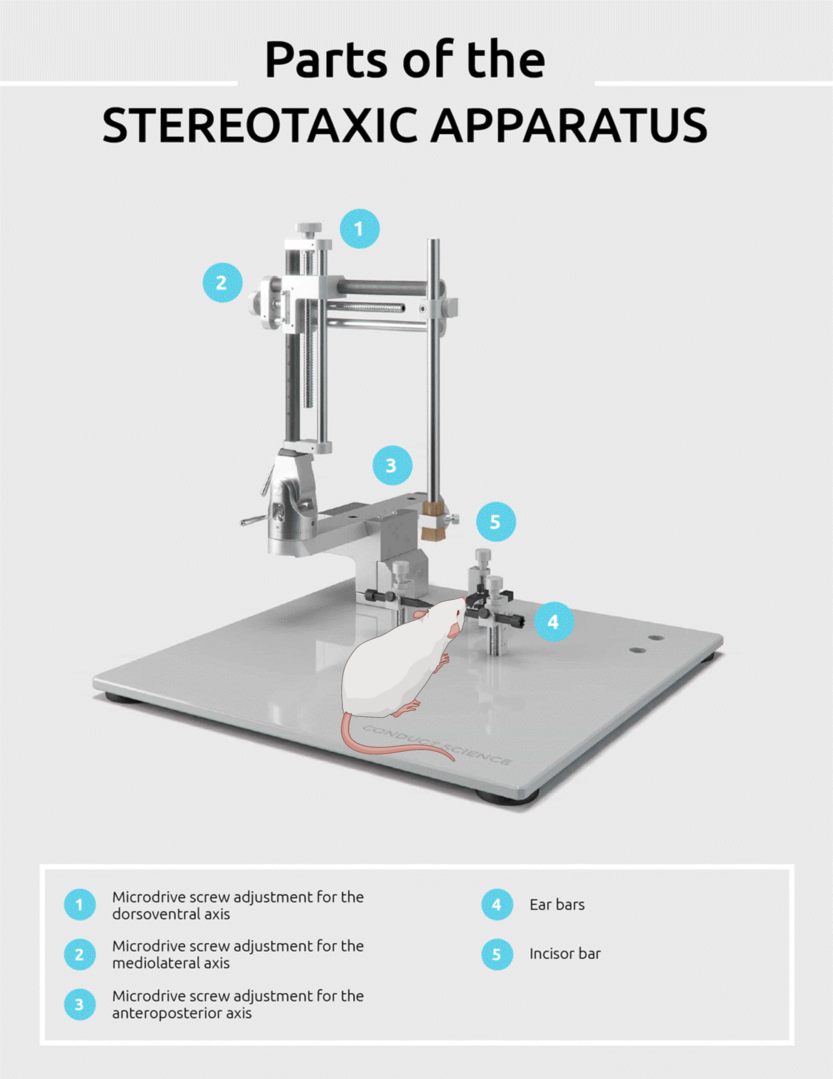 Parts of the
STEREOTAXIC APPARATUS
1
2
3
5
4
CONDUCT SCIENCE
1 Microdrive screw adjustment for the
dorsoventral axis
2 Microdrive screw adjustment for the
mediolateral axis
3 Microdrive screw adjustment for the
anteroposterior axis
4 Ear bars
5 Incisor bar